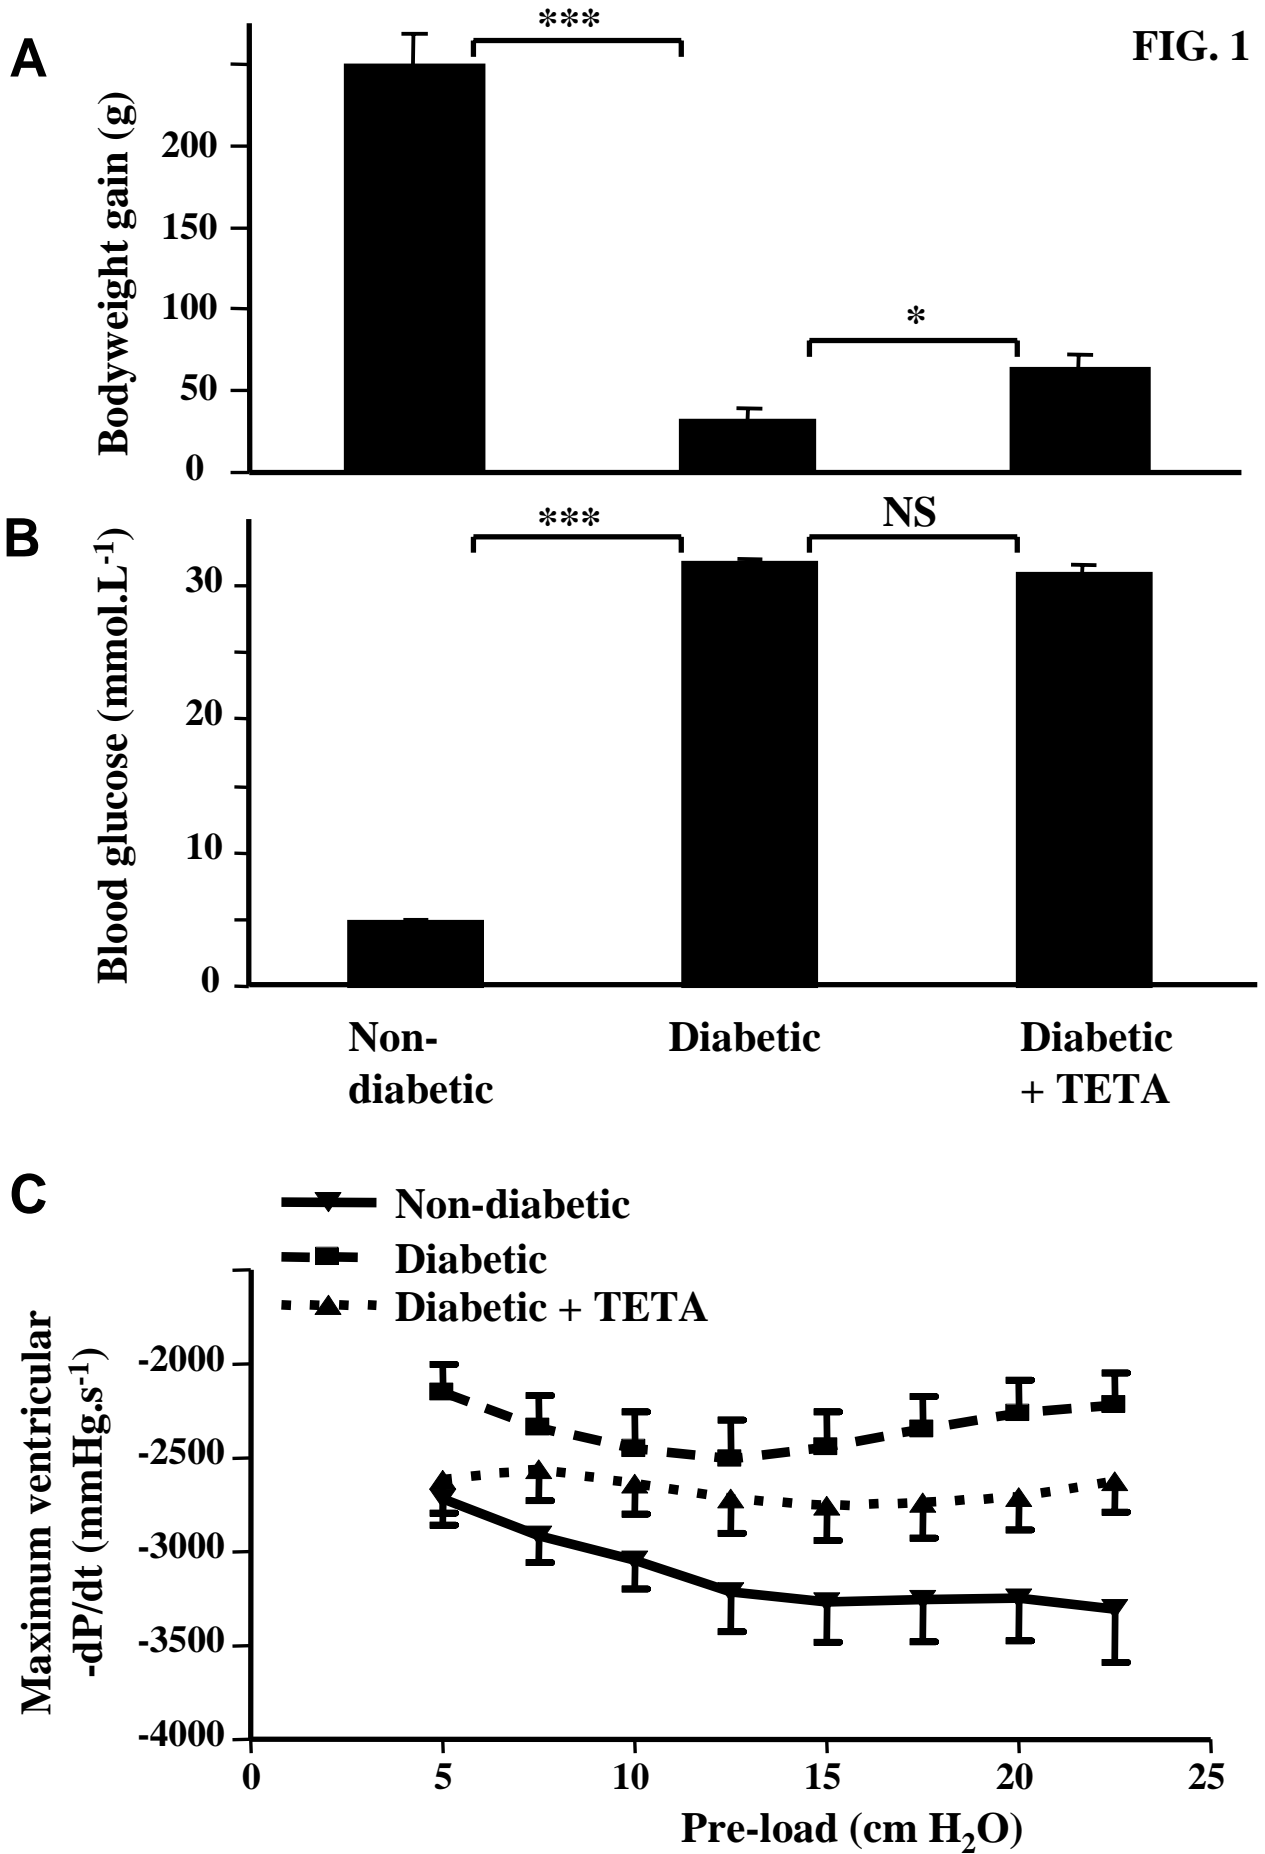 A
FIG. 1
***
*
Bodyweight gain (g)
200
150
100
50
0
B
***
NS
Blood glucose (mmol.L⁻¹)
30
20
10
0
Non-
diabetic
Diabetic
Diabetic
+ TETA
C
Non-diabetic
Diabetic
Diabetic + TETA
Maximum ventricular
-dP/dt (mmHg.s⁻¹)
-2000
-2500
-3000
-3500
-4000
0 5 10 15 20 25
Pre-load (cm H₂O)